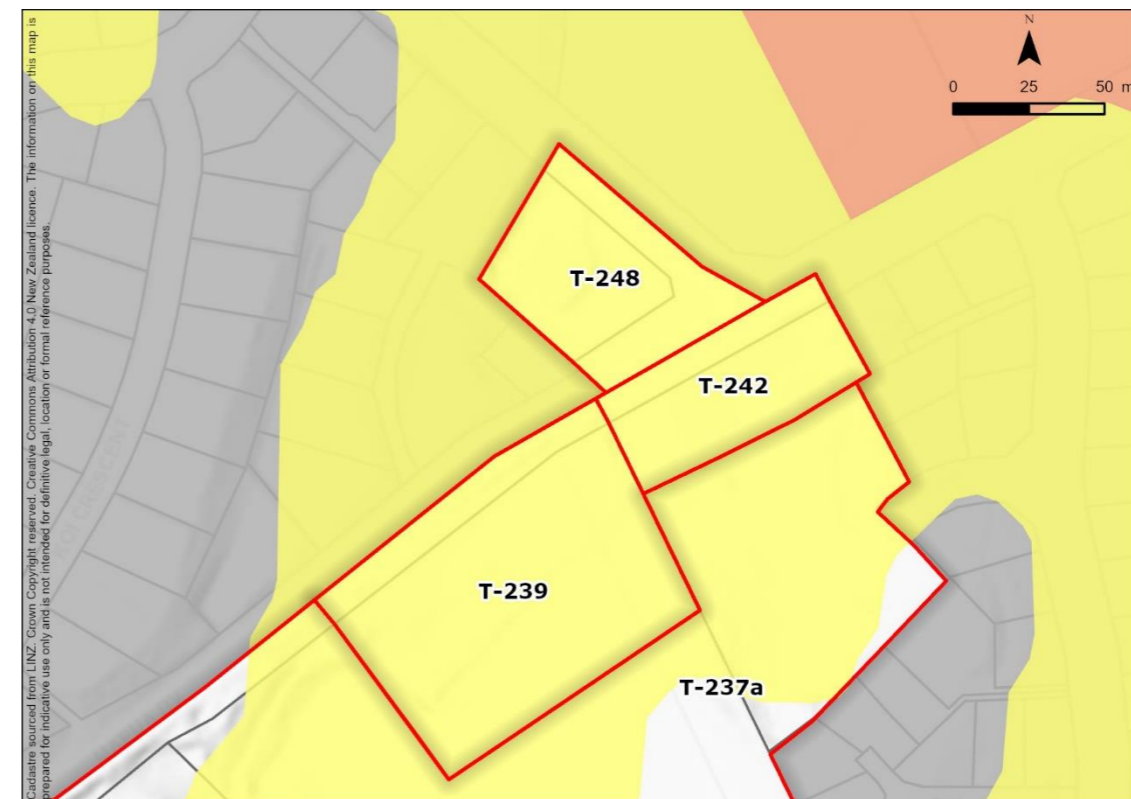 Cadastre sourced from LINZ. Crown Copyright reserved. Creative Commons Attribution 4.0 New Zealand licence. The information on this map is
prepared for indicative use only and is not intended for definitive legal, location or formal reference purposes.
N
0 25 50 m
T-248
T-242
T-239
T-237a
KOI CRESCENT